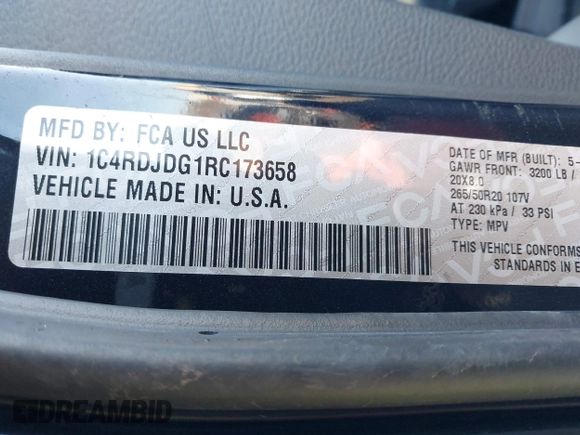 MFD BY: FCA US LLC
VIN: 1C4RDJDG1RC173658
VEHICLE MADE IN: U.S.A.
DATE OF MFR (BUILT): 5-
GAWR FRONT: 3200 LB /
20X8.0
265/50R20 107V
AT 230 kPa / 33 PSI
TYPE: MPV
THIS VEHICLE CONFORMS
STANDARDS IN E
DREAMBID